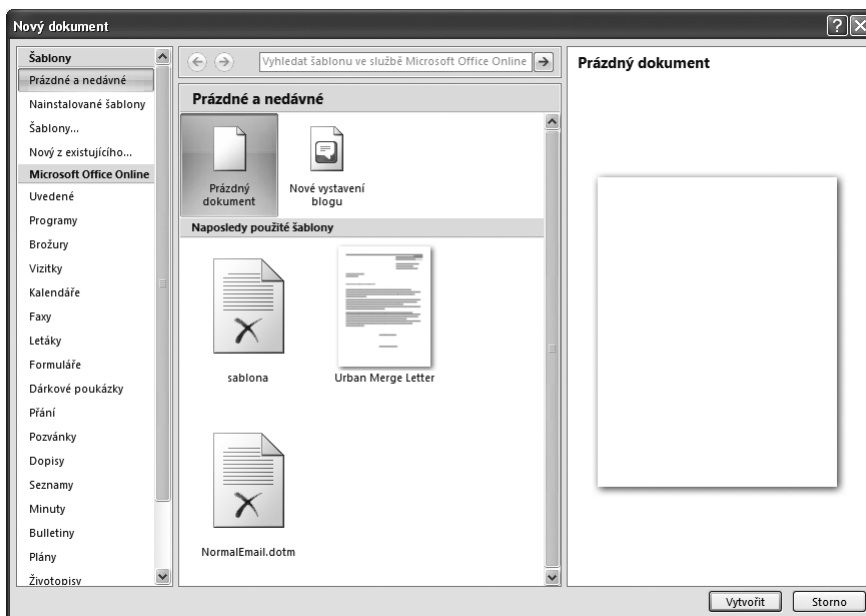 Nový dokument
Šablony
Prázdné a nedávné
Nainstalované šablony
Šablony...
Nový z existujícího...
Microsoft Office Online
Uvedené
Programy
Brožury
Vizitky
Kalendáře
Faxy
Letáky
Formuláře
Dárkové poukázky
Přání
Pozvánky
Dopisy
Seznamy
Minuty
Bulletiny
Plány
Životopisy
Vyhledat šablonu ve službě Microsoft Office Online
Prázdné a nedávné
Prázdný
dokument
Nové vystavení
blogu
Naposledy použité šablony
sablona
Urban Merge Letter
NormalEmail.dotm
Prázdný dokument
Vytvořit
Storno